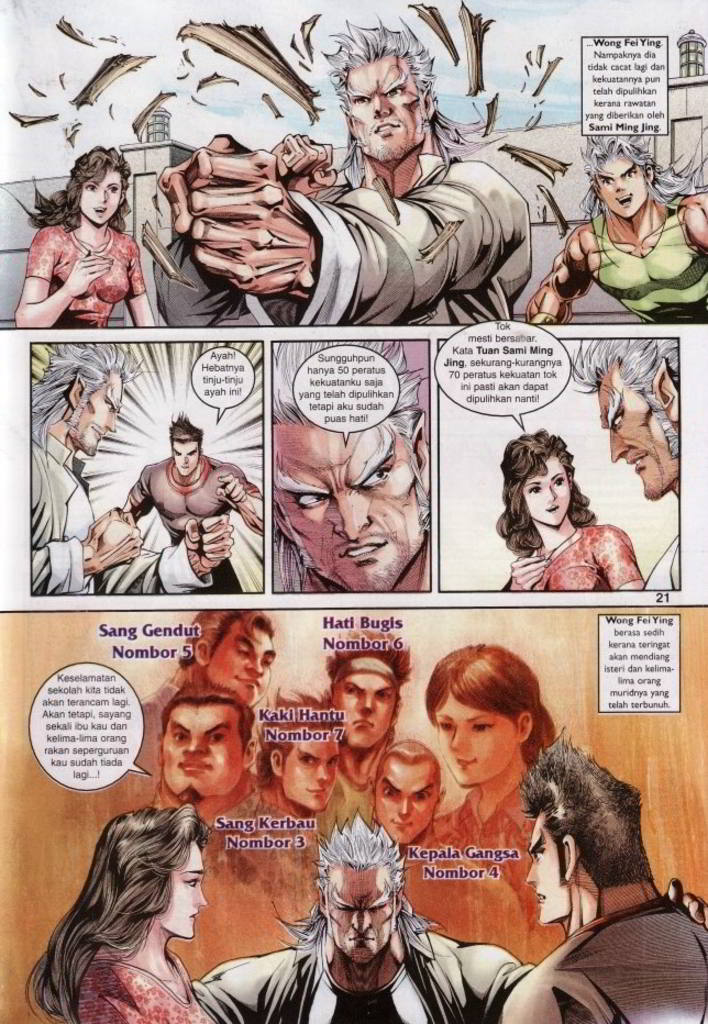 ...Wong Fei Ying.
Nampaknya dia
tidak cacat lagi dan
kekuatannya pun
telah dipulihkan
kerana rawatan
yang diberikan oleh
Sami Ming Jing.
Ayah!
Hebatnya
tinju-tinju
ayah ini!
Sungguhpun
hanya 50 peratus
kekuatanku saja
yang telah dipulihkan
tetapi aku sudah
puas hati!
Tok
mesti bersabar.
Kata Tuan Sami Ming
Jing, sekurang-kurangnya
70 peratus kekuatan tok
ini pasti akan dapat
dipulihkan nanti!
21
Sang Gendut
Nombor 5
Hati Bugis
Nombor 6
Wong Fei Ying
berasa sedih
kerana teringat
akan mendiang
isteri dan kelima-
lima orang
muridnya yang
telah terbunuh.
Keselamatan
sekolah kita tidak
akan terancam lagi.
Akan tetapi, sayang
sekali ibu kau dan
kelima-lima orang
rakan seperguruan
kau sudah tiada
lagi...!
Kaki Hantu
Nombor 7
Sang Kerbau
Nombor 3
Kepala Gangsa
Nombor 4